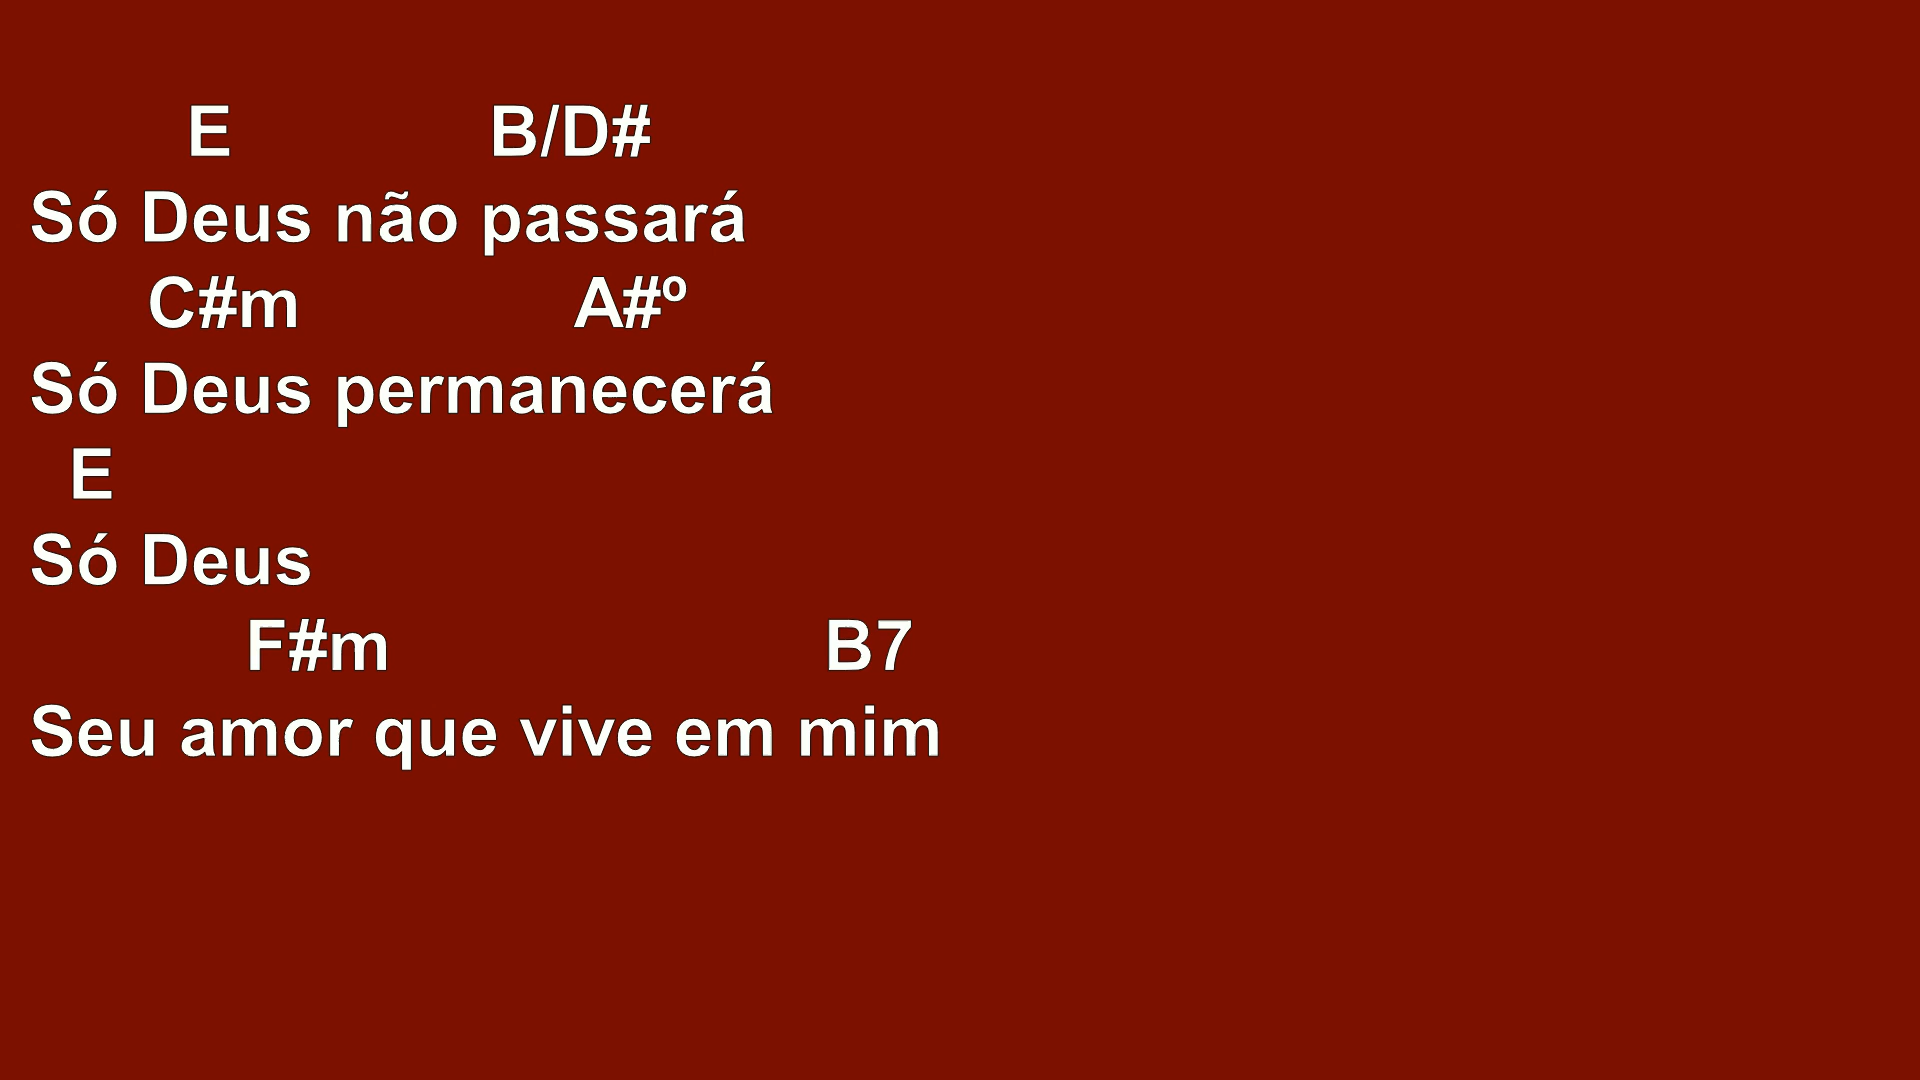 E B/D#
Só Deus não passará
C#m A#º
Só Deus permanecerá
E
Só Deus
F#m B7
Seu amor que vive em mim